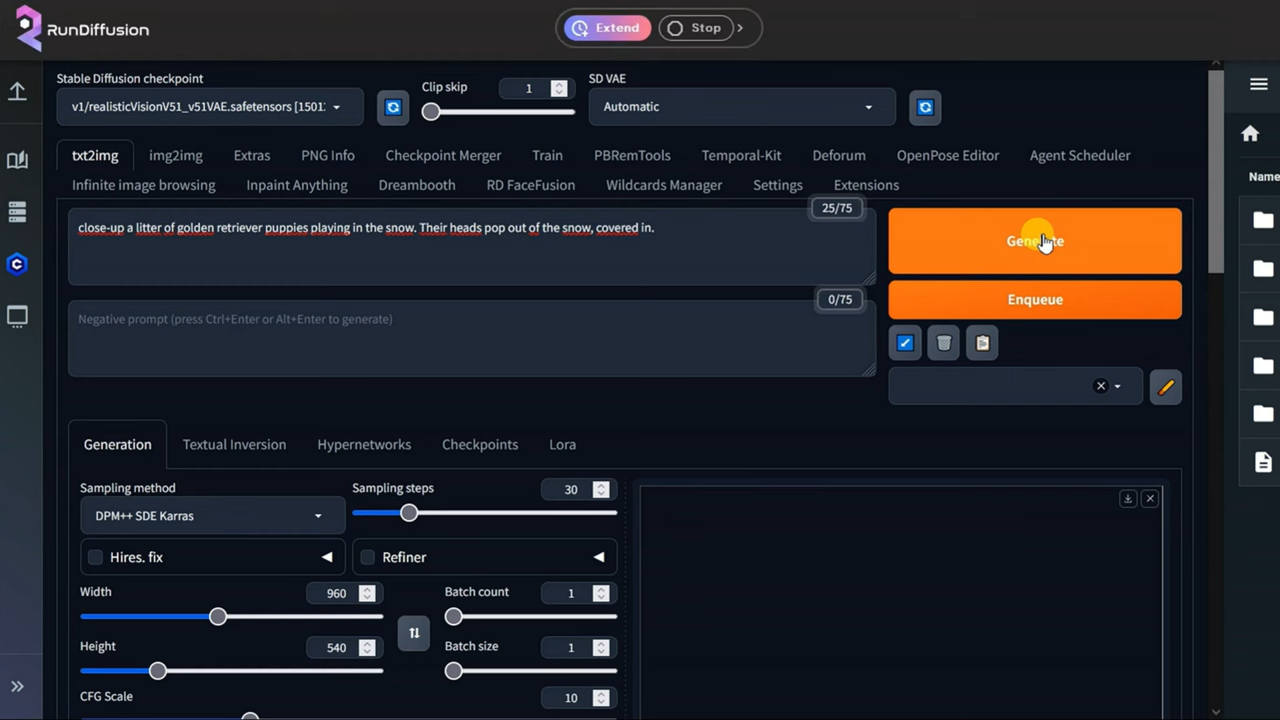 RunDiffusion
Extend
Stop
Stable Diffusion checkpoint
v1/realisticVisionV51_v51VAE.safetensors [1501:
Clip skip
1
SD VAE
Automatic
txt2img
img2img
Extras
PNG Info
Checkpoint Merger
Train
PBRemTools
Temporal-Kit
Deforum
OpenPose Editor
Agent Scheduler
Infinite image browsing
Inpaint Anything
Dreambooth
RD FaceFusion
Wildcards Manager
Settings
Extensions
Name
25/75
close-up a litter of golden retriever puppies playing in the snow. Their heads pop out of the snow, covered in.
Generate
0/75
Negative prompt (press Ctrl+Enter or Alt+Enter to generate)
Enqueue
Generation
Textual Inversion
Hypernetworks
Checkpoints
Lora
Sampling method
DPM++ SDE Karras
Sampling steps
30
Hires. fix
Refiner
Width
960
Batch count
1
Height
540
Batch size
1
CFG Scale
10